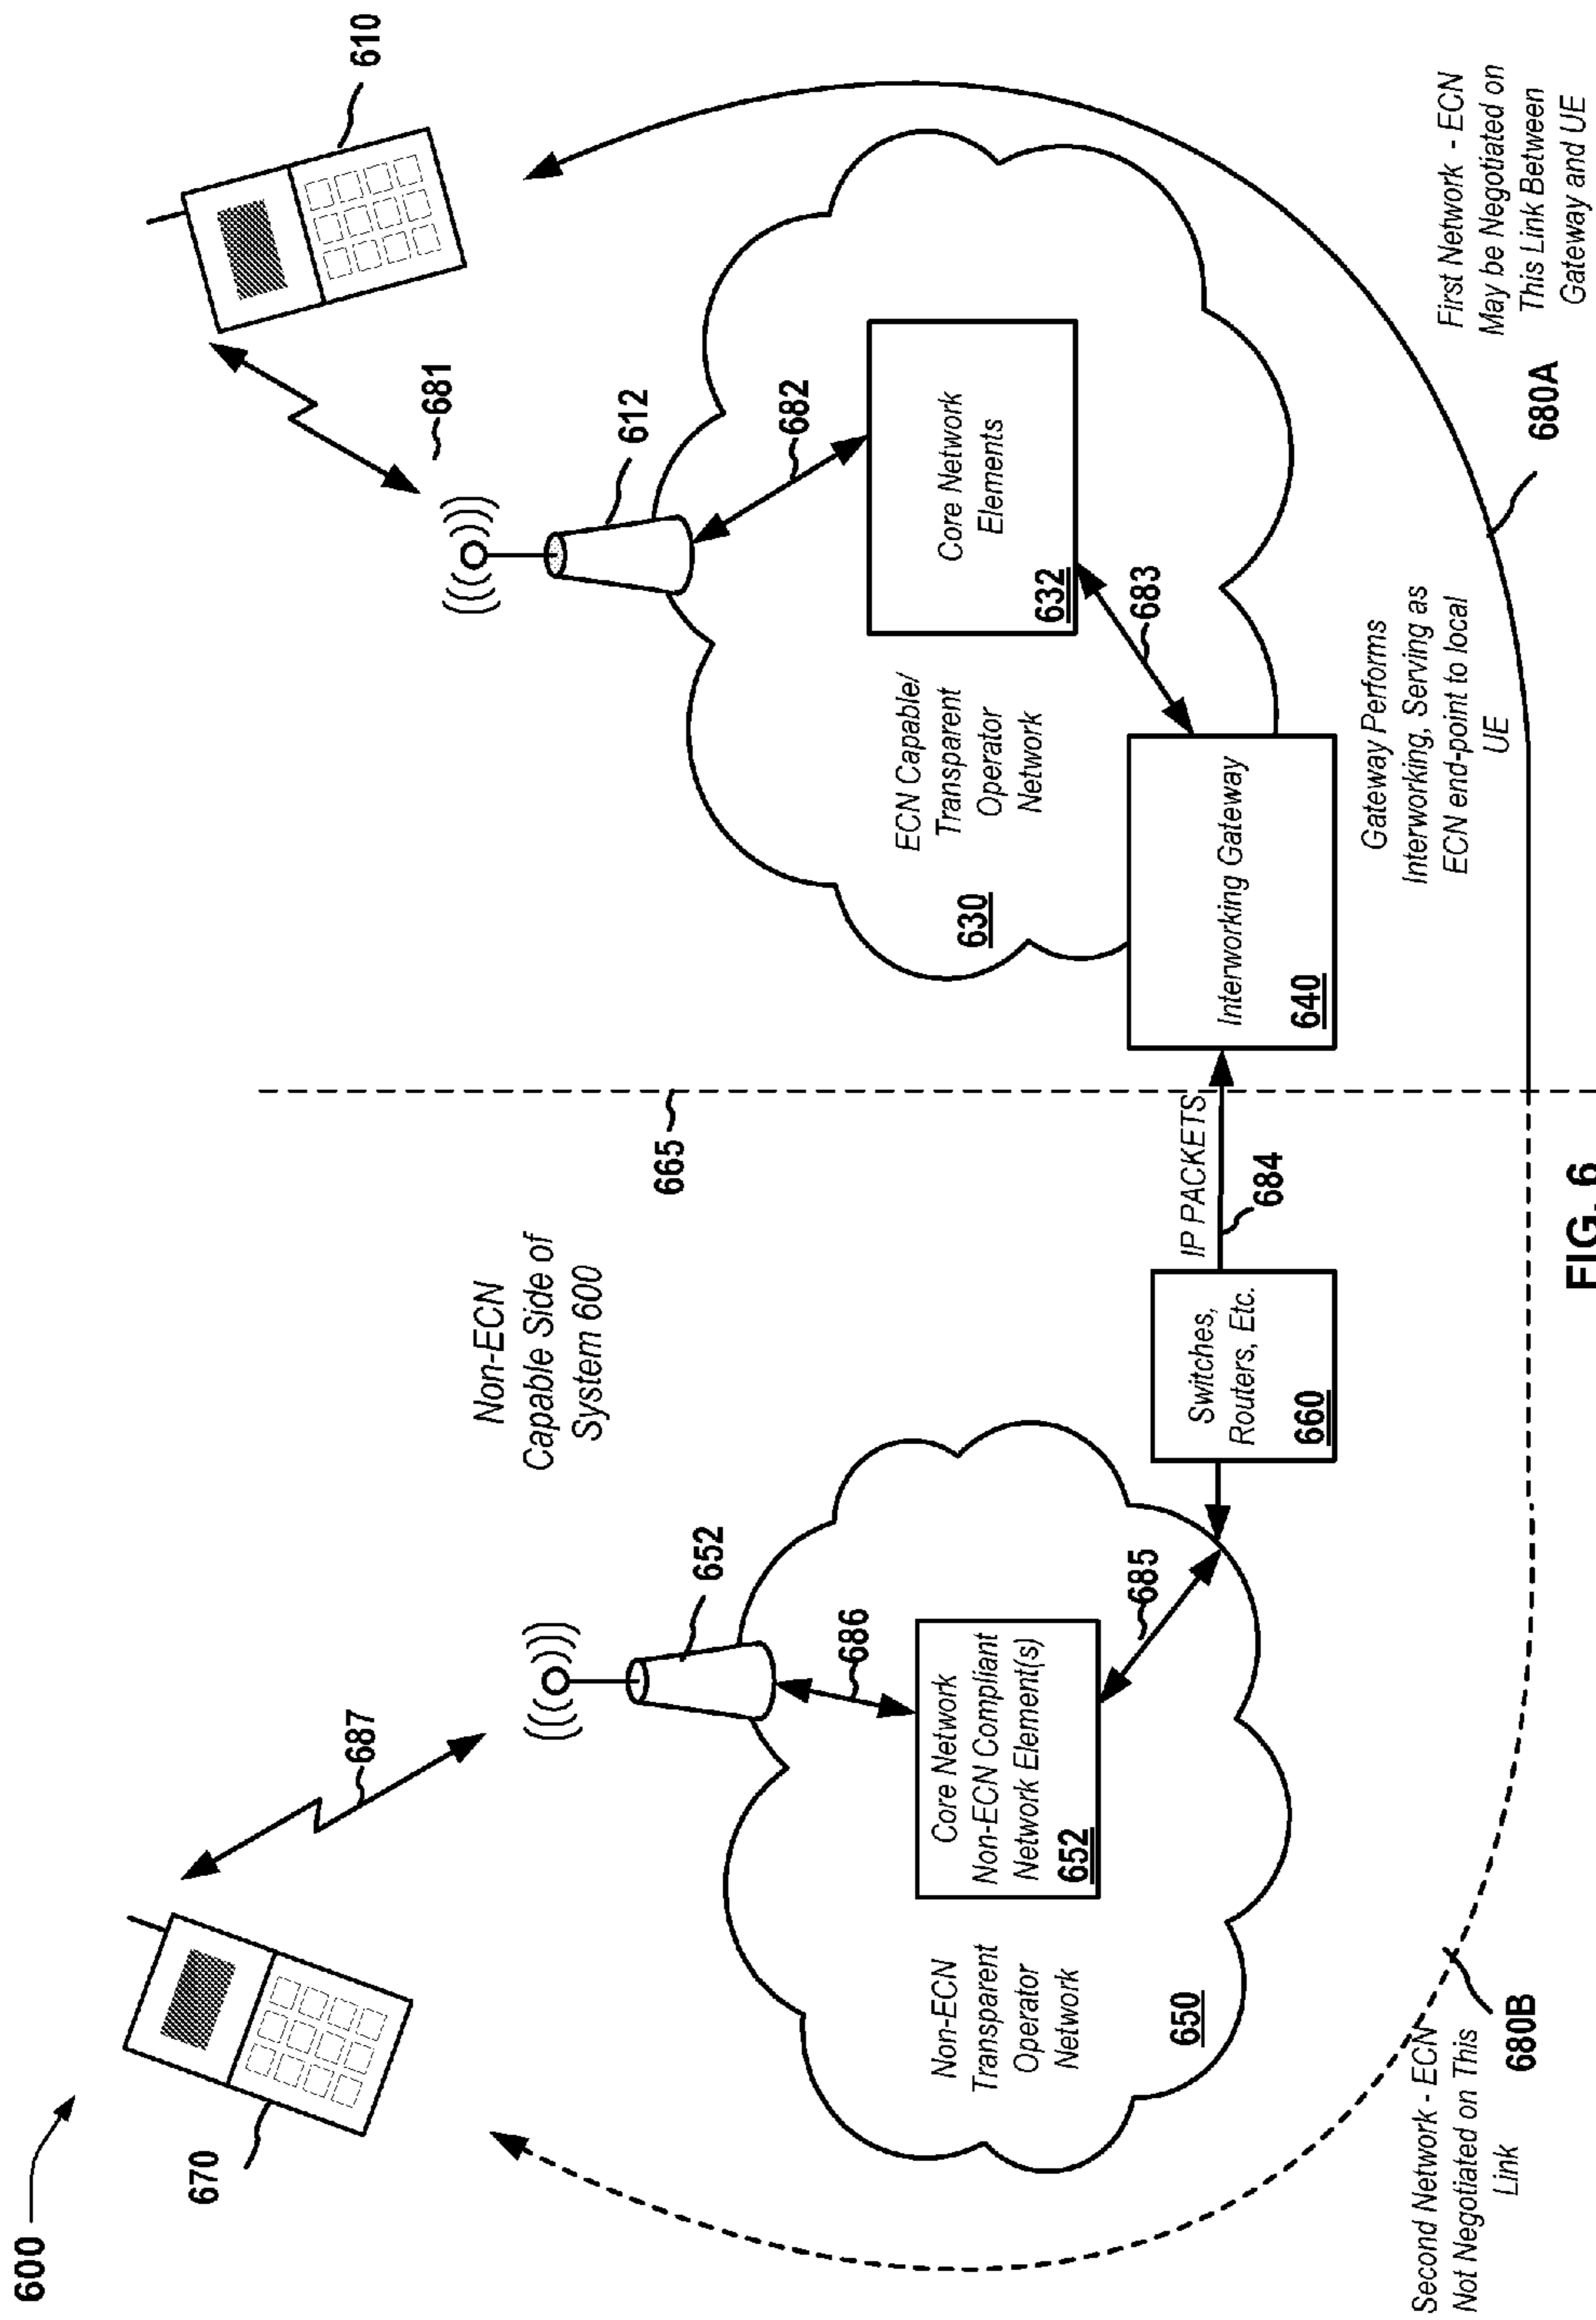 600
670
687
652
686
Core Network
Non-ECN Compliant
Network Element(s)
652
685
Non-ECN
Transparent
Operator
Network
650
Second Network - ECN
Not Negotiated on This
Link
680B
Non-ECN
Capable Side of
System 600
665
Switches,
Routers, Etc.
660
IP PACKETS
684
610
681
612
682
Core Network
Elements
632
683
ECN Capable/
Transparent
Operator
Network
630
Interworking Gateway
640
Gateway Performs
Interworking, Serving as
ECN end-point to local
UE
680A
First Network - ECN
May be Negotiated on
This Link Between
Gateway and UE
FIG. 6